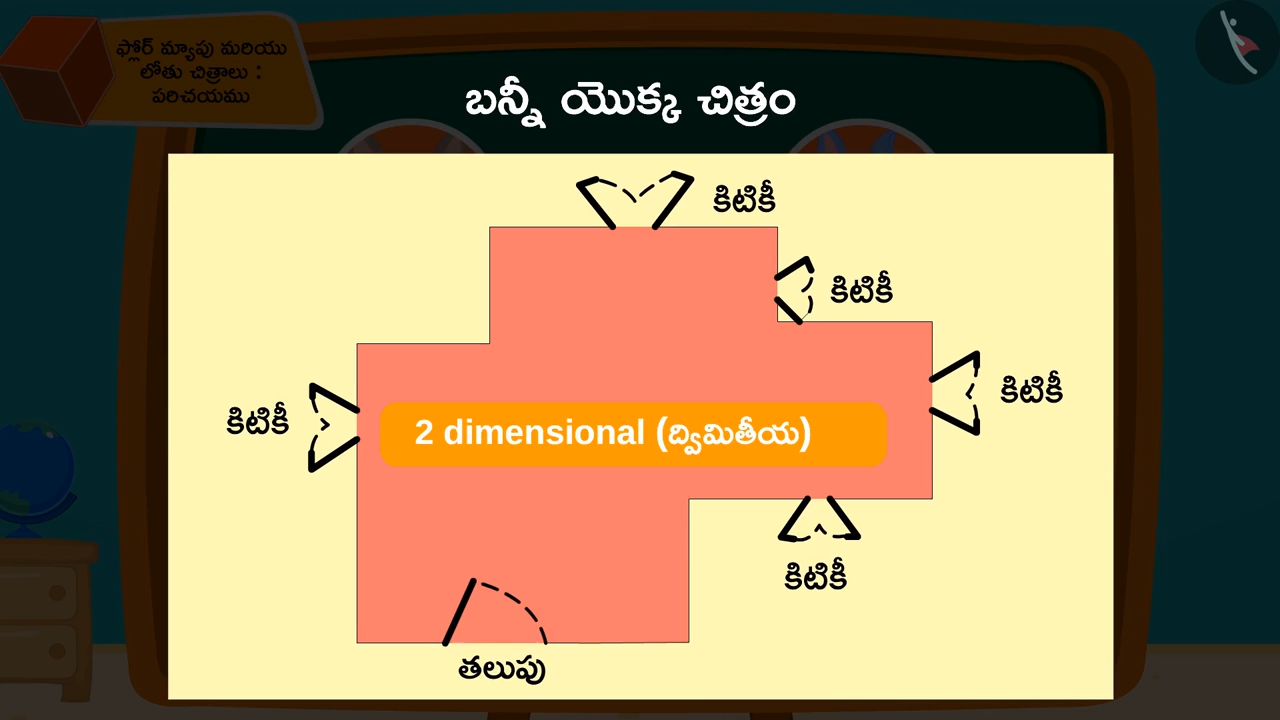 ఫ్లోర్ మ్యాపు మరియు
లోతు చిత్రాలు :
పరిచయము
బన్నీ యొక్క చిత్రం
కిటికీ
కిటికీ
కిటికీ
కిటికీ
2 dimensional (ద్విమితీయ)
కిటికీ
తలుపు